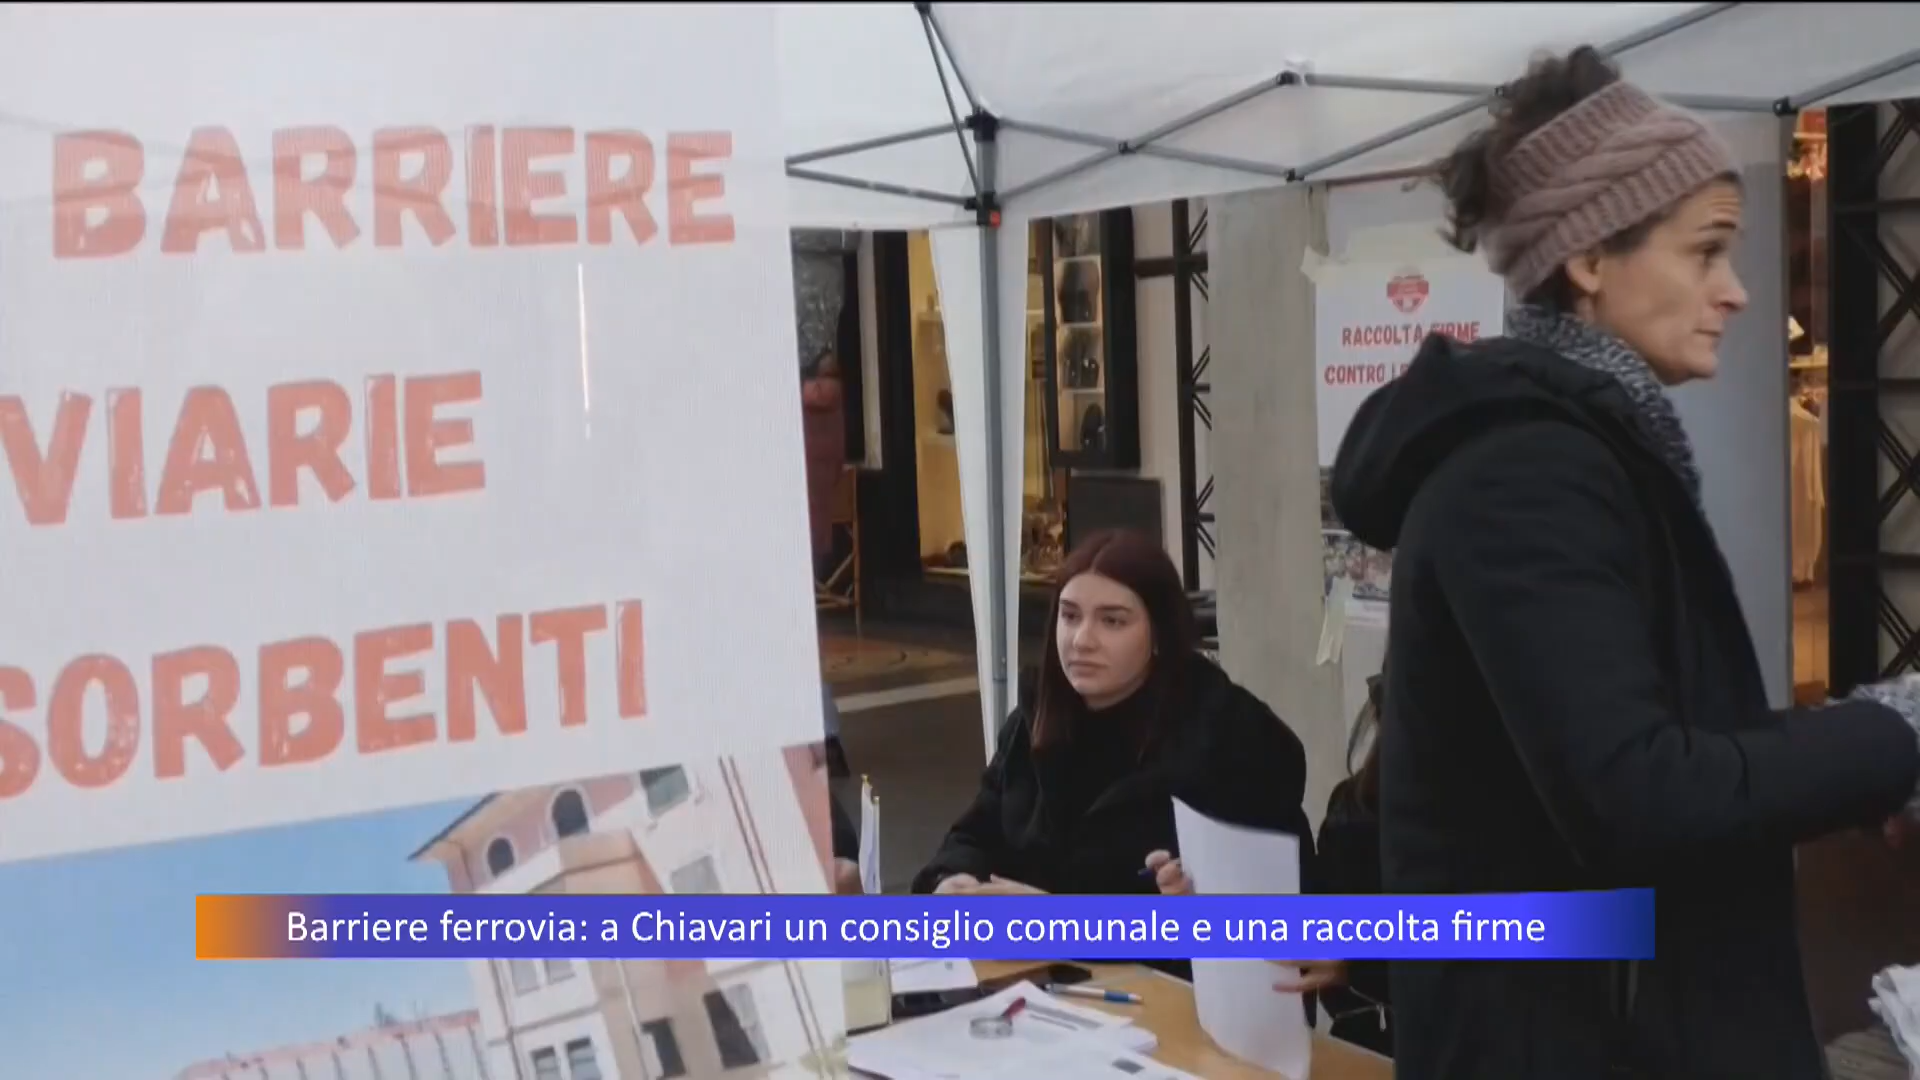 BARRIERE
VIARIE
SORBENTI
RACCOLTA FIRME
CONTRO
Barriere ferrovia: a Chiavari un consiglio comunale e una raccolta firme